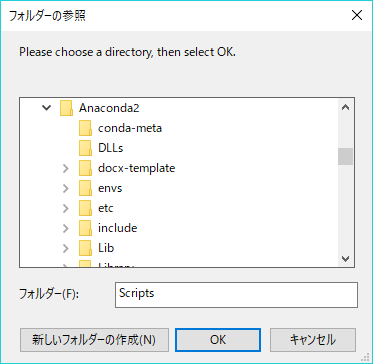 フォルダーの参照
Please choose a directory, then select OK.
Anaconda2
conda-meta
DLLs
docx-template
envs
etc
include
Lib
Library
フォルダー(F):
Scripts
新しいフォルダーの作成(N)
OK
キャンセル